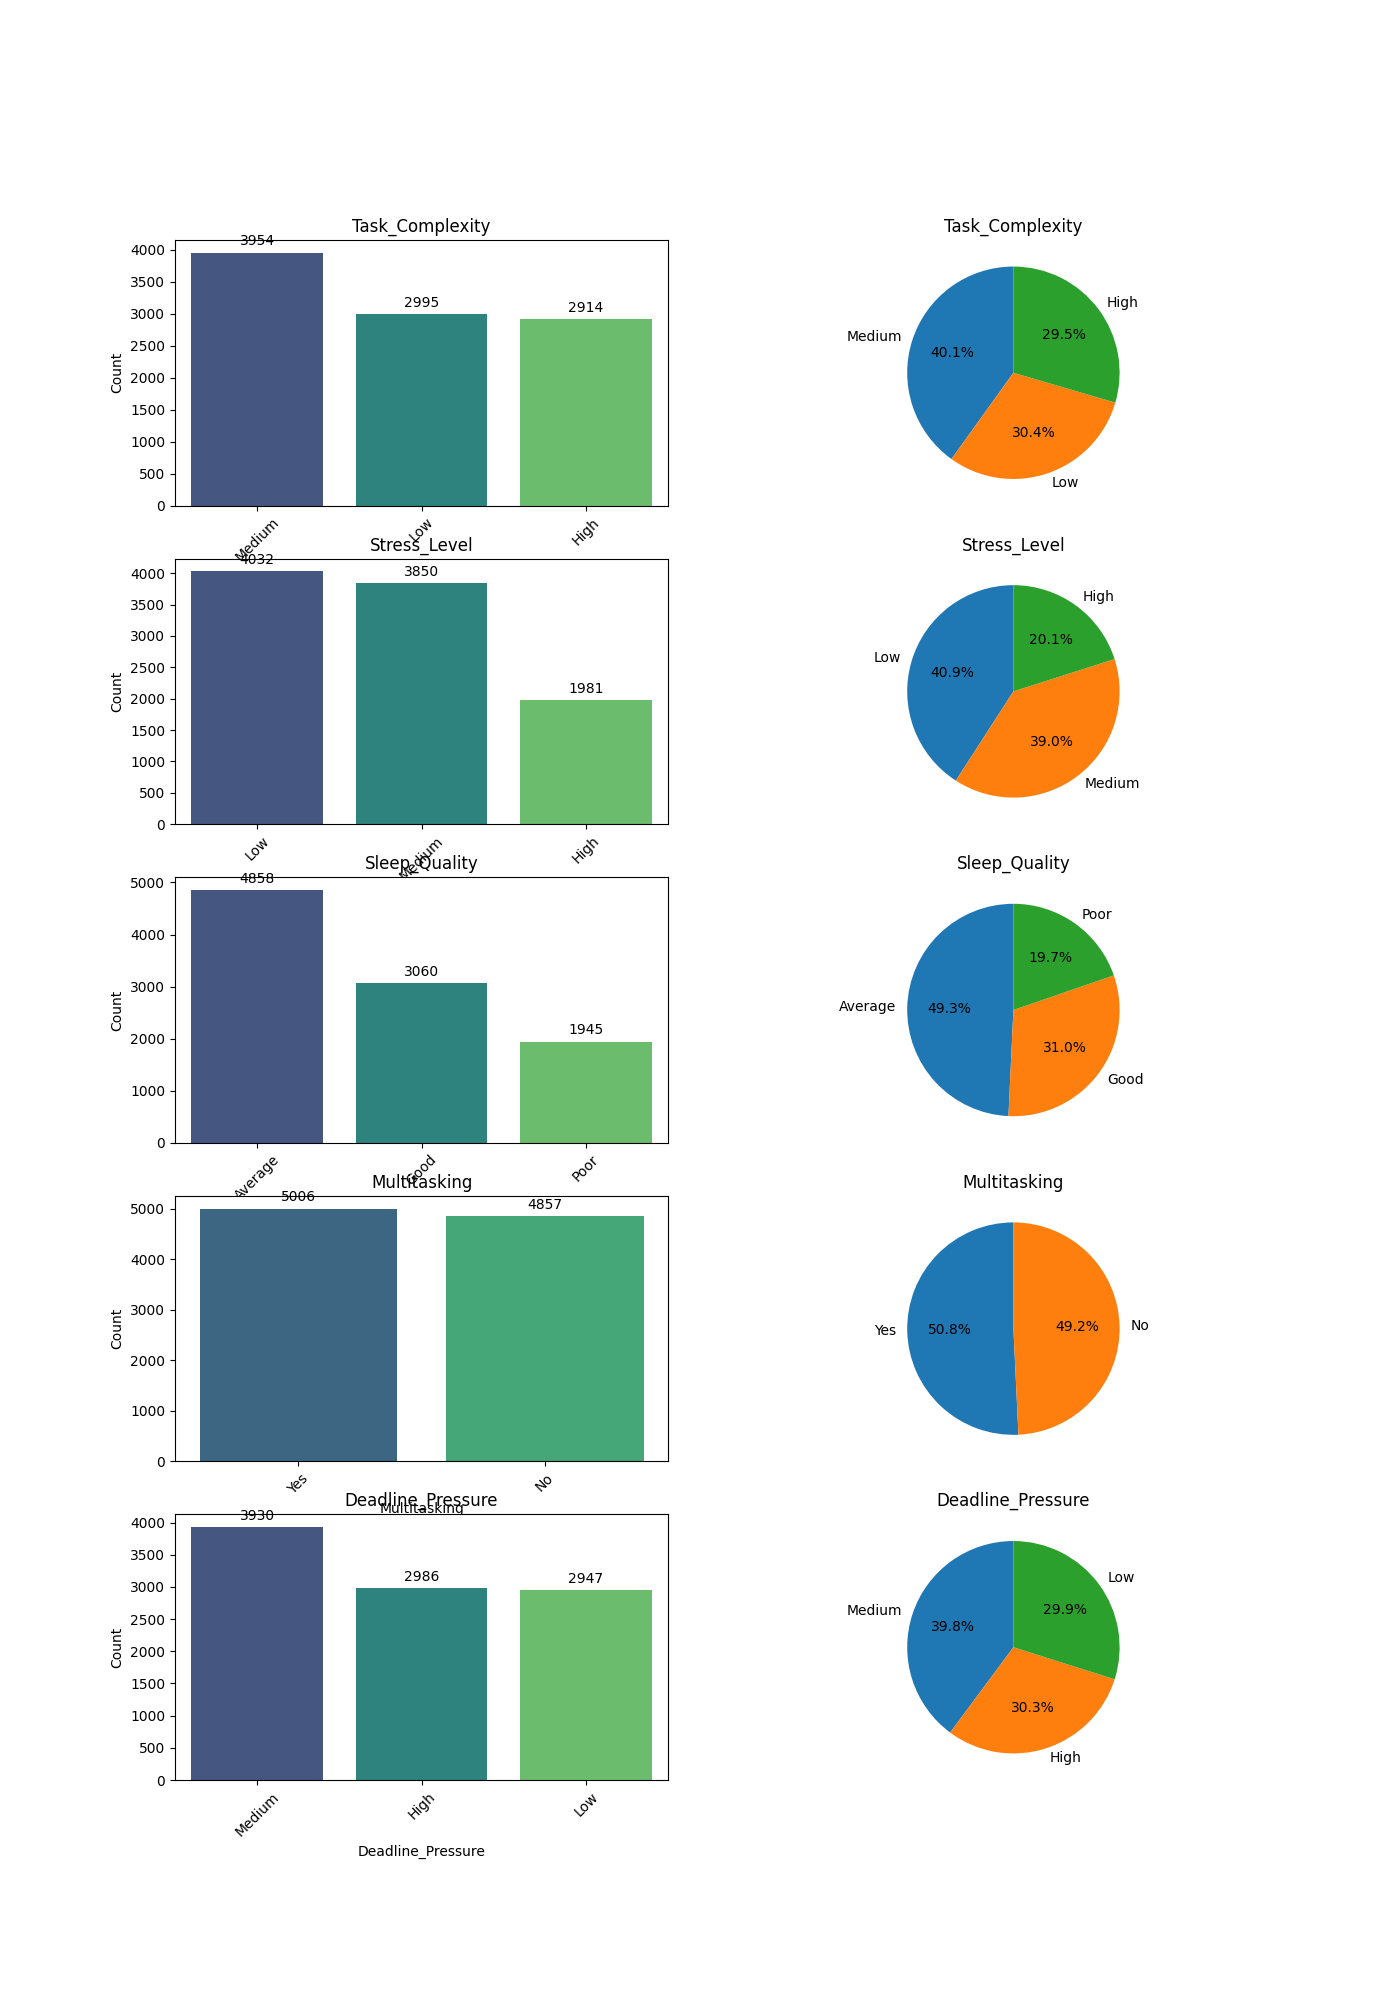 Task_Complexity
3954
2995
2914
4000
3500
3000
2500
2000
1500
1000
500
0
Count
Medium
Low
High
Task_Complexity
High
Medium
29.5%
40.1%
30.4%
Low
Stress_Level
4032
3850
1981
4000
3500
3000
2500
2000
1500
1000
500
0
Count
Low
Medium
High
Stress_Level
High
20.1%
Low
40.9%
39.0%
Medium
Sleep_Quality
4858
3060
1945
5000
4000
3000
2000
1000
0
Count
Average
Good
Poor
Sleep_Quality
Poor
19.7%
Average
49.3%
31.0%
Good
Multitasking
5006
4857
5000
4000
3000
2000
1000
0
Count
Yes
No
Multitasking
Multitasking
Yes
50.8%
49.2%
No
Deadline_Pressure
3930
2986
2947
4000
3500
3000
2500
2000
1500
1000
500
0
Count
Medium
High
Low
Deadline_Pressure
Deadline_Pressure
Low
Medium
29.9%
39.8%
30.3%
High